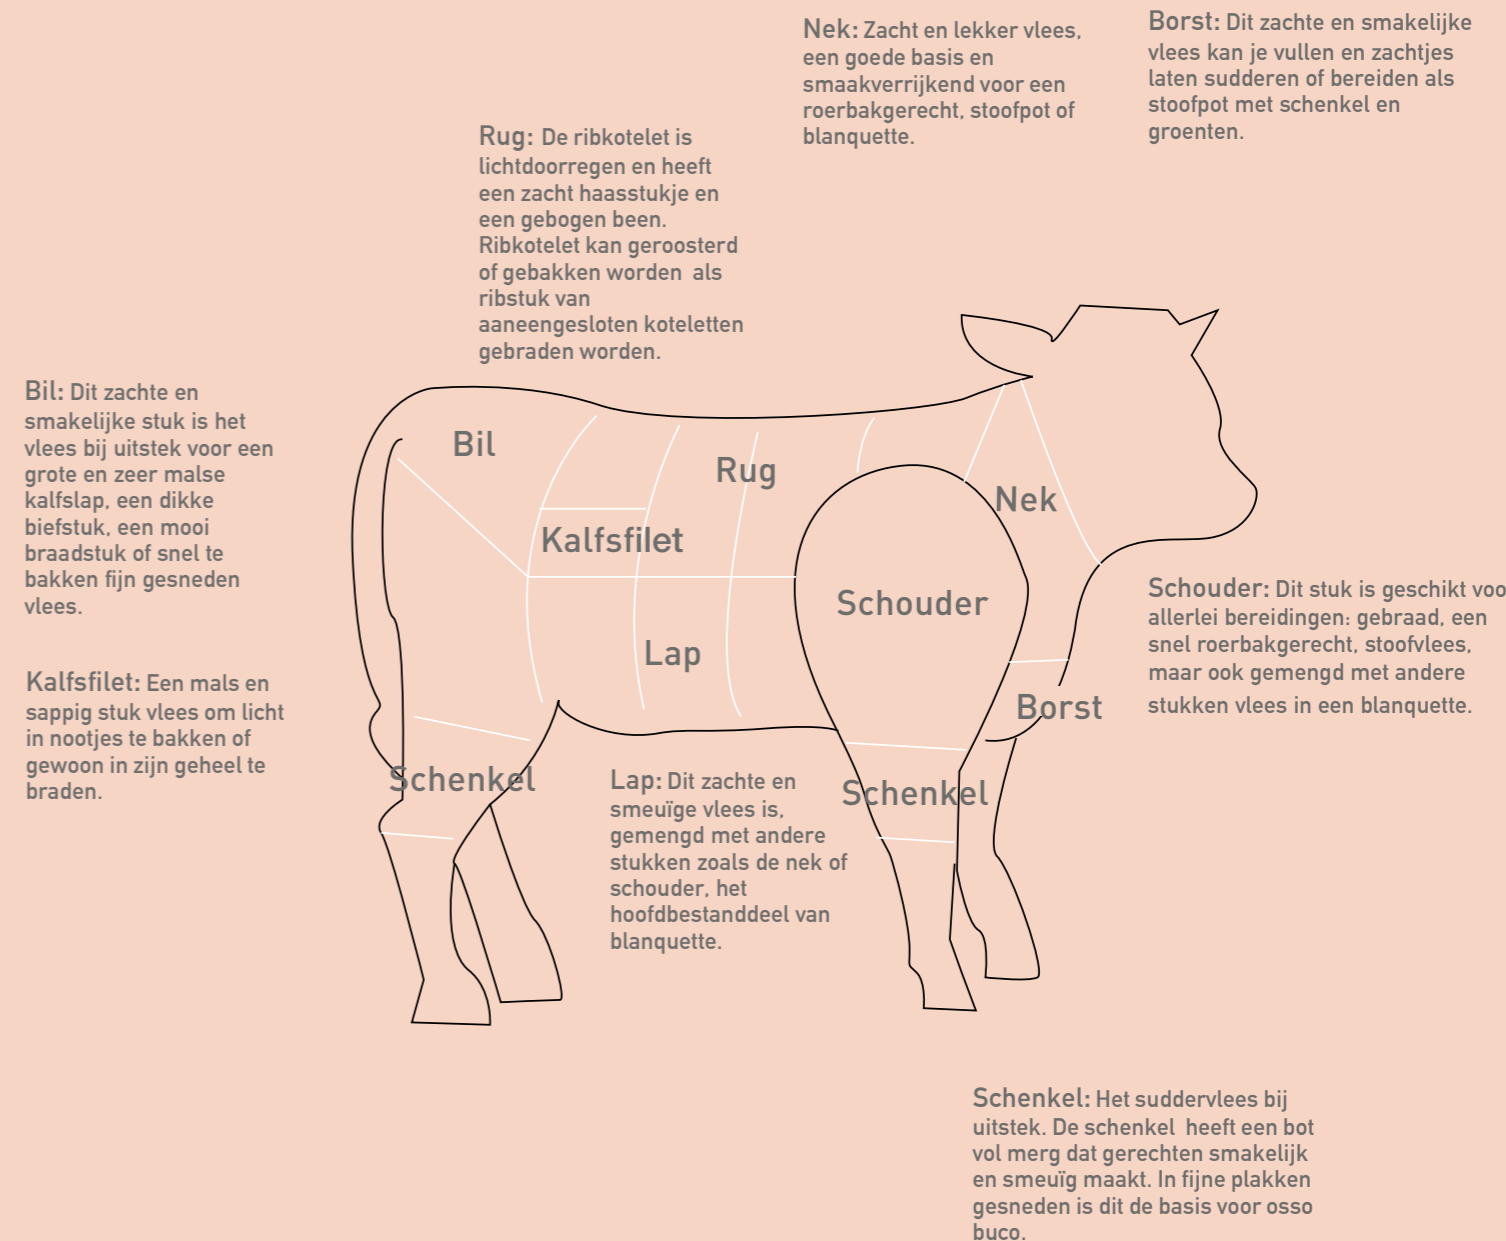 Nek: Zacht en lekker vlees,
een goede basis en
smaakverrijkend voor een
roerbakgerecht, stoofpot of
blanquette.
Borst: Dit zachte en smakelijke
vlees kan je vullen en zachtjes
laten sudderen of bereiden als
stoofpot met schenkel en
groenten.
Rug: De ribkotelet is
lichtdoorregen en heeft
een zacht haasstukje en
een gebogen been.
Ribkotelet kan geroosterd
of gebakken worden als
ribstuk van
aaneengesloten koteletten
gebraden worden.
Bil: Dit zachte en
smakelijke stuk is het
vlees bij uitstek voor een
grote en zeer malse
kalfslap, een dikke
biefstuk, een mooi
braadstuk of snel te
bakken fijn gesneden
vlees.
Bil
Rug
Nek
Kalfsfilet
Schouder
Lap
Borst
Schenkel
Schenkel
Schouder: Dit stuk is geschikt voo
allerlei bereidingen: gebraad, een
snel roerbakgerecht, stoofvlees,
maar ook gemengd met andere
stukken vlees in een blanquette.
Kalfsfilet: Een mals en
sappig stuk vlees om licht
in nootjes te bakken of
gewoon in zijn geheel te
braden.
Lap: Dit zachte en
smeuïge vlees is,
gemengd met andere
stukken zoals de nek of
schouder, het
hoofdbestanddeel van
blanquette.
Schenkel: Het suddervlees bij
uitstek. De schenkel heeft een bot
vol merg dat gerechten smakelijk
en smeuïg maakt. In fijne plakken
gesneden is dit de basis voor osso
buco.